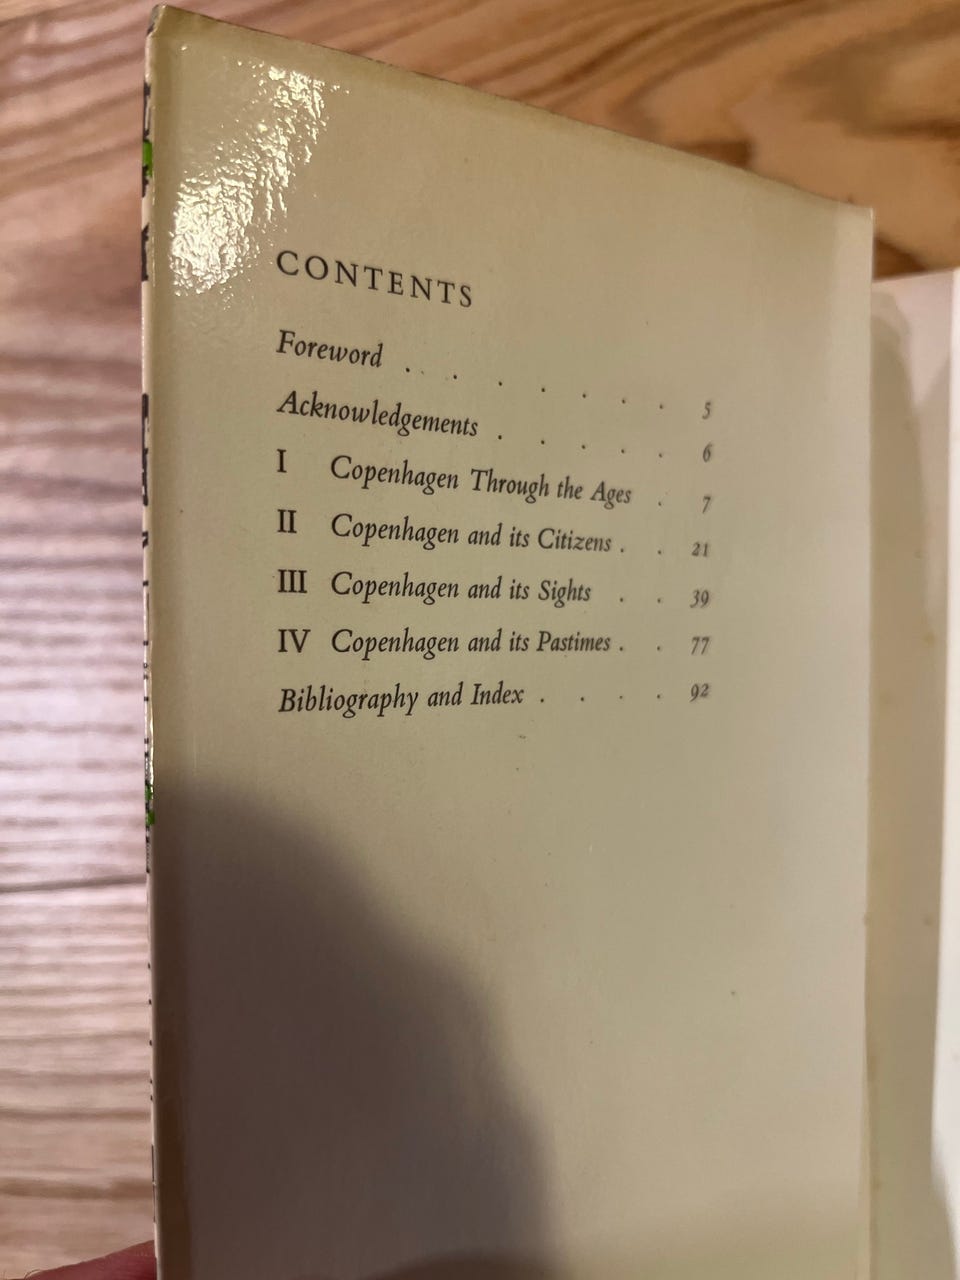 CONTENTS
Foreword . . . . . . . 5
Acknowledgements . . . . . 6
I Copenhagen Through the Ages . 7
II Copenhagen and its Citizens . . 21
III Copenhagen and its Sights . . 39
IV Copenhagen and its Pastimes . . 77
Bibliography and Index . . . . 92